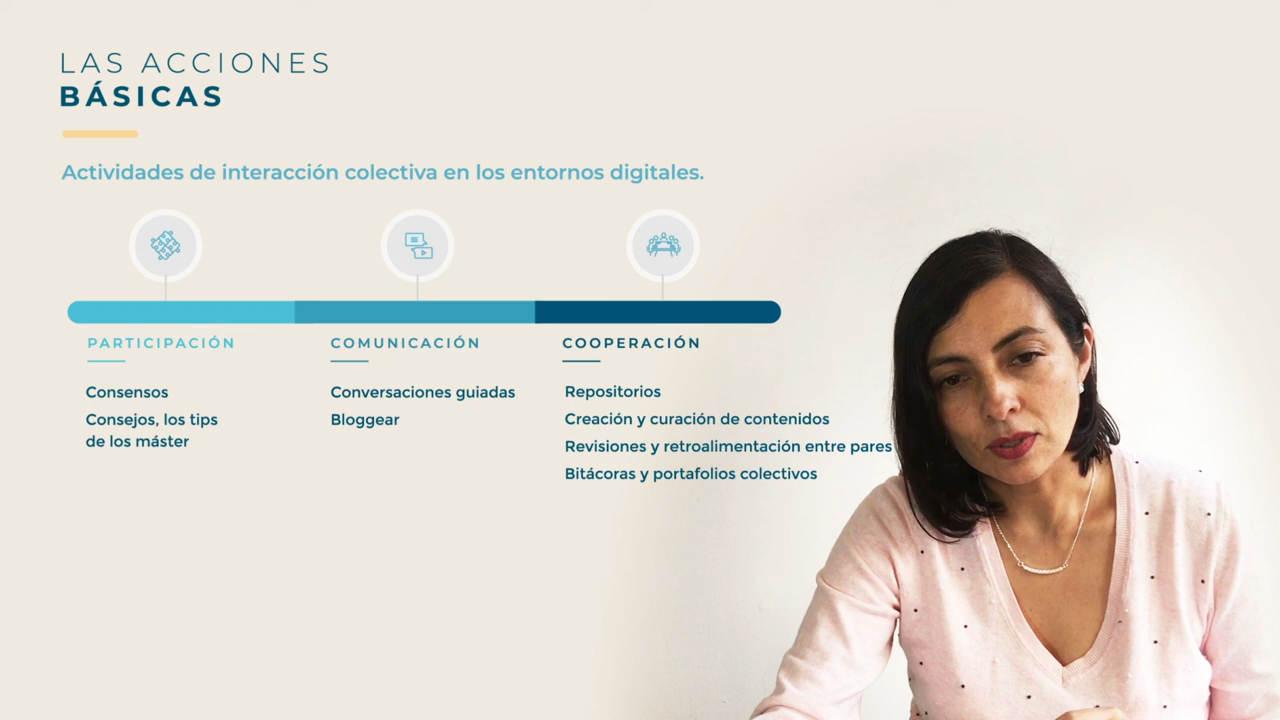 LAS ACCIONES
BÁSICAS
Actividades de interacción colectiva en los entornos digitales.
PARTICIPACIÓN
Consensos
Consejos, los tips
de los máster
COMUNICACIÓN
Conversaciones guiadas
Bloggear
COOPERACIÓN
Repositorios
Creación y curación de contenidos
Revisiones y retroalimentación entre pares
Bitácoras y portafolios colectivos